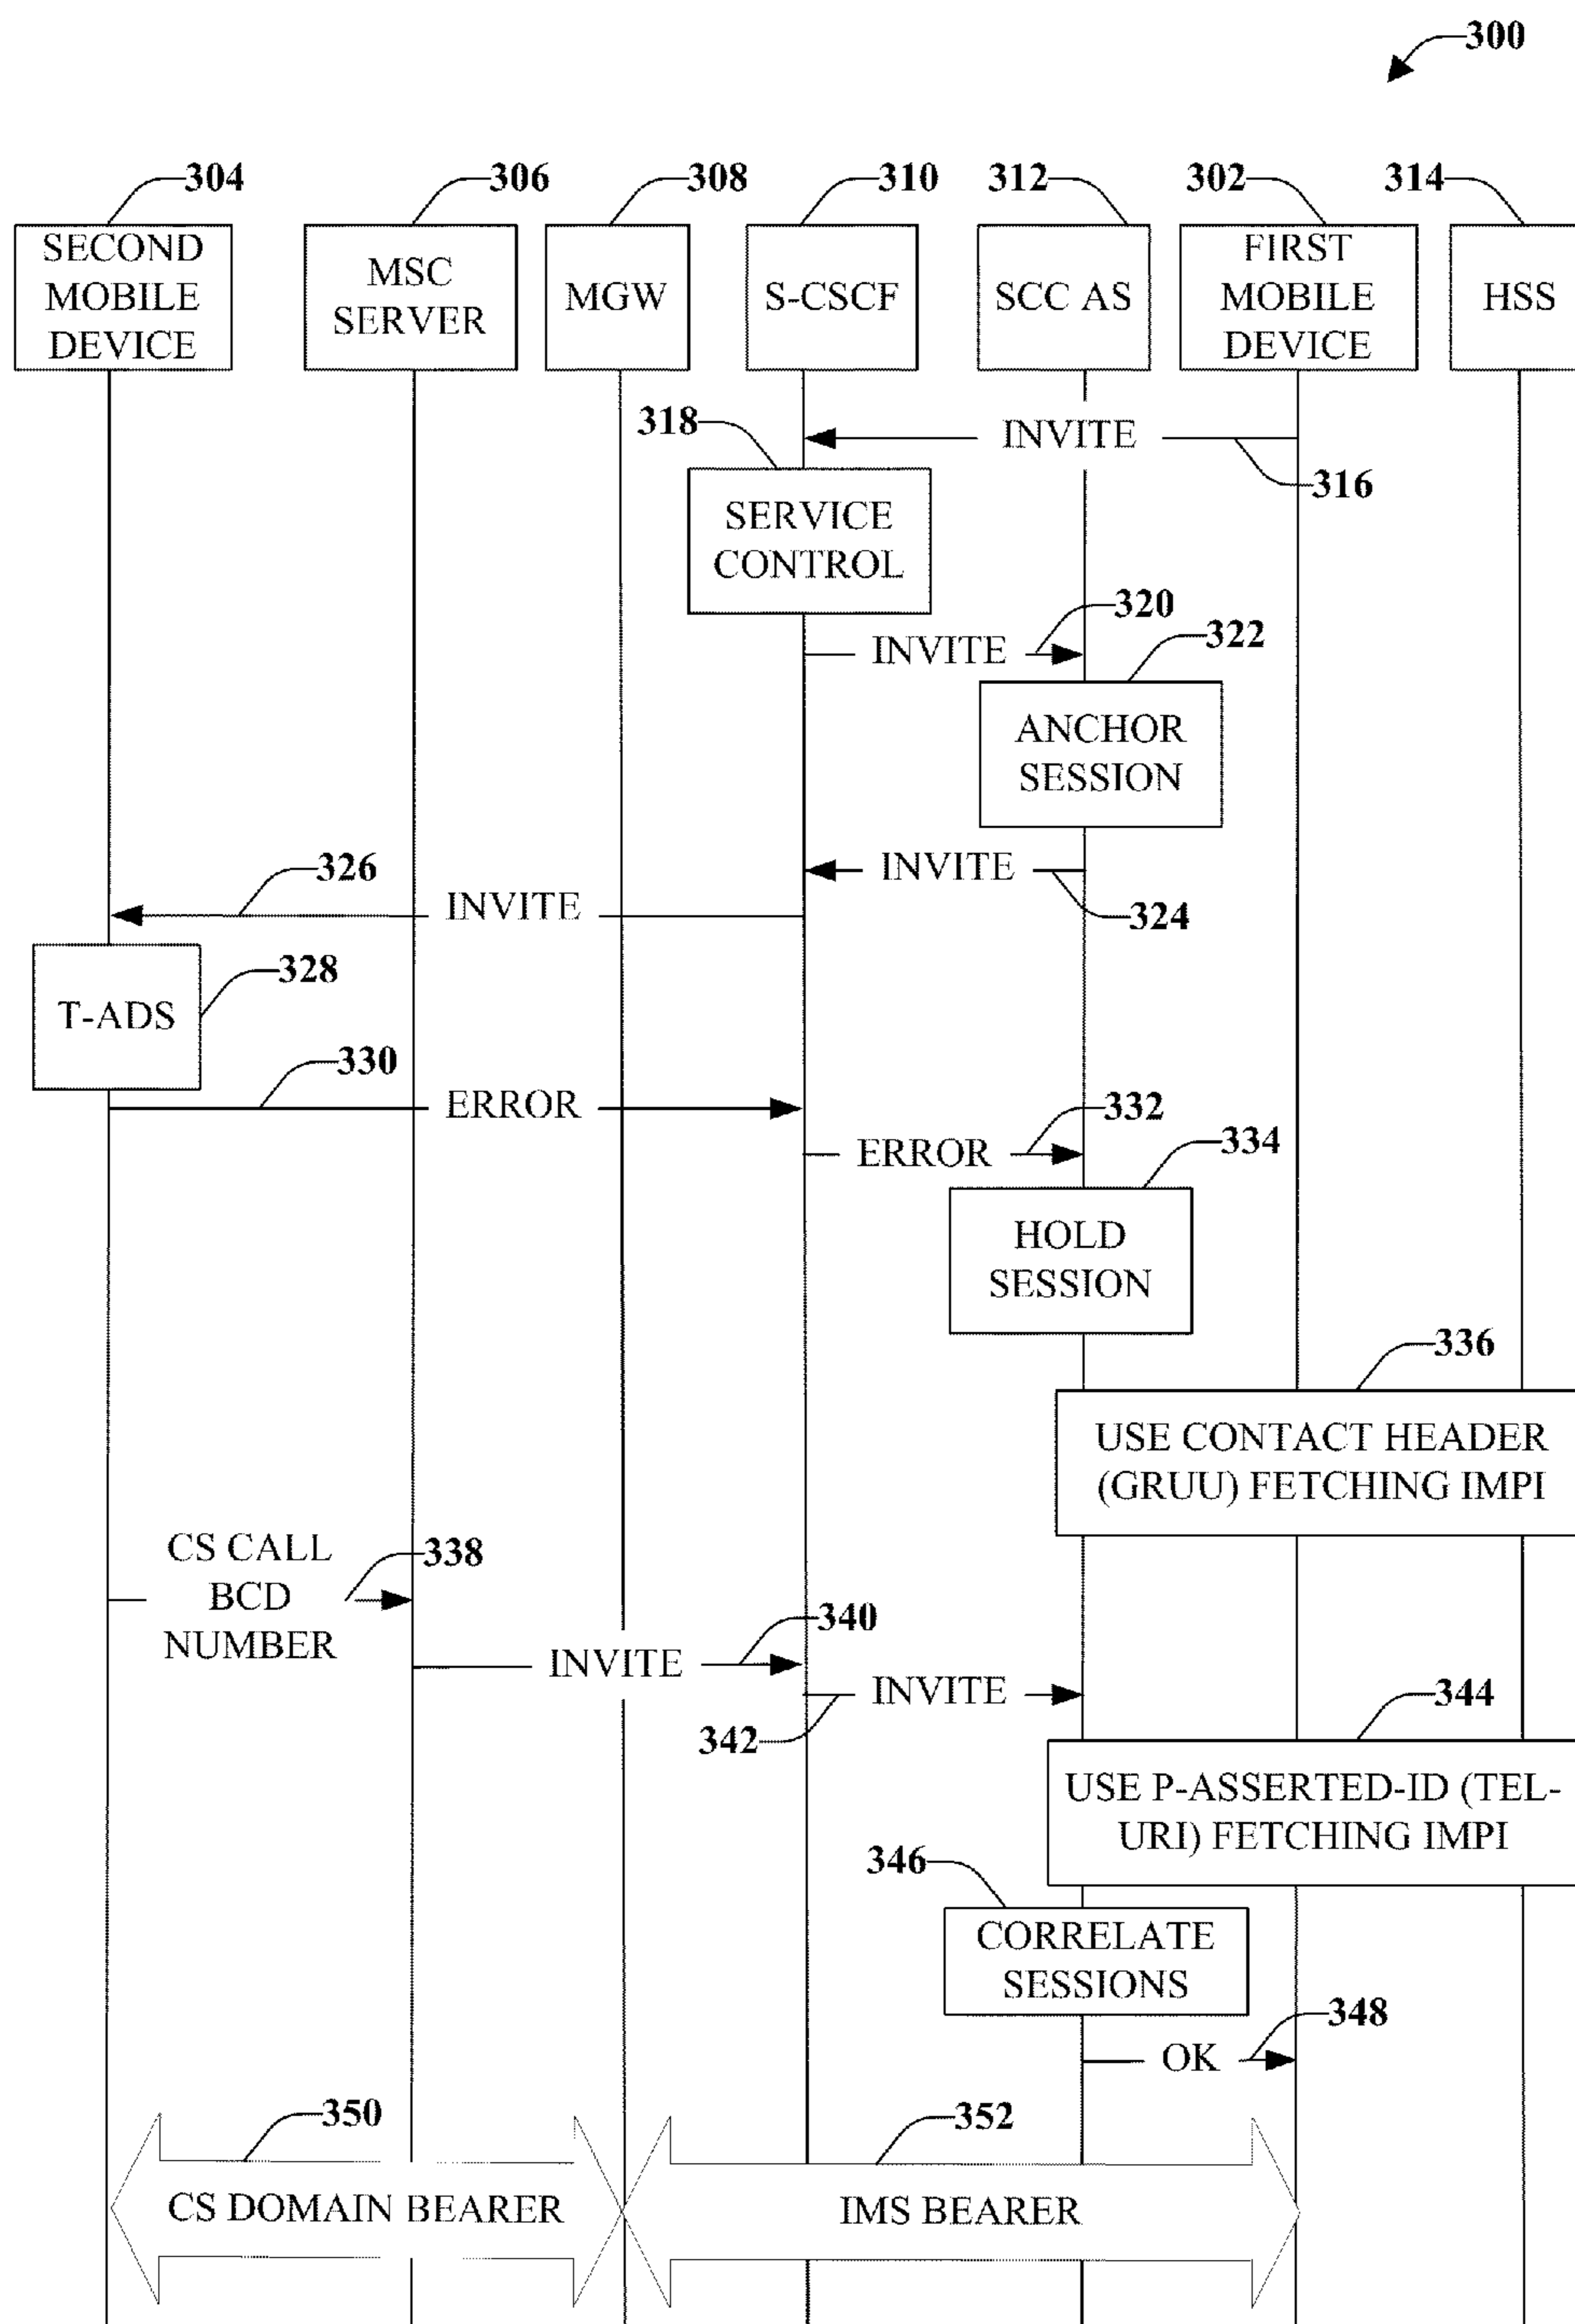 300
304
306
308
310
312
302
314
SECOND
MOBILE
DEVICE
MSC
SERVER
MGW
S-CSCF
SCC AS
FIRST
MOBILE
DEVICE
HSS
INVITE
316
318
SERVICE
CONTROL
INVITE
320
322
ANCHOR
SESSION
INVITE
324
326
INVITE
T-ADS
328
330
ERROR
ERROR
332
334
HOLD
SESSION
336
USE CONTACT HEADER
(GRUU) FETCHING IMPI
CS CALL
BCD
NUMBER
338
INVITE
340
INVITE
342
344
USE P-ASSERTED-ID (TEL-
URI) FETCHING IMPI
346
CORRELATE
SESSIONS
OK
348
350
352
CS DOMAIN BEARER
IMS BEARER